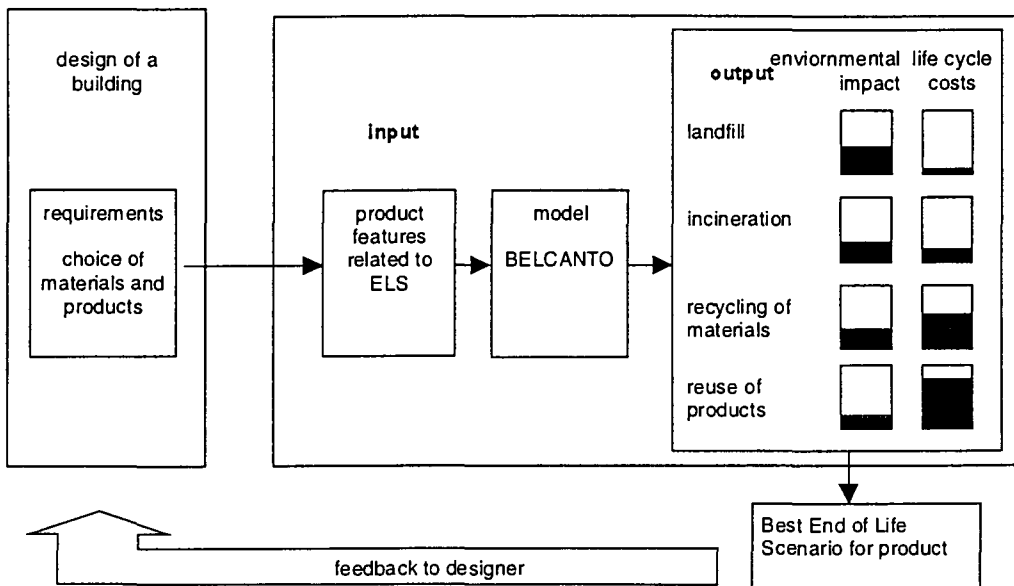 design of a
building
requirements
choice of
materials and
products
input
product
features
related to
ELS
model
BELCANTO
output
enviornmental
impact
life cycle
costs
landfill
incineration
recycling of
materials
reuse of
products
Best End of Life
Scenario for product
feedback to designer